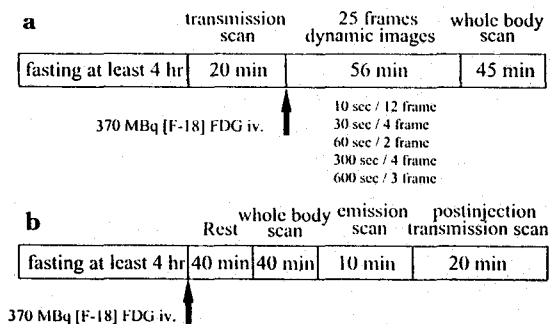 a
transmission scan
25 frames dynamic images
whole body scan
fasting at least 4 hr
20 min
56 min
45 min
370 MBq [F-18] FDG iv.
10 sec / 12 frame
30 sec / 4 frame
60 sec / 2 frame
300 sec / 4 frame
600 sec / 3 frame
b
Rest
whole body scan
emission scan
postinjection transmission scan
fasting at least 4 hr
40 min
40 min
10 min
20 min
370 MBq [F-18] FDG iv.